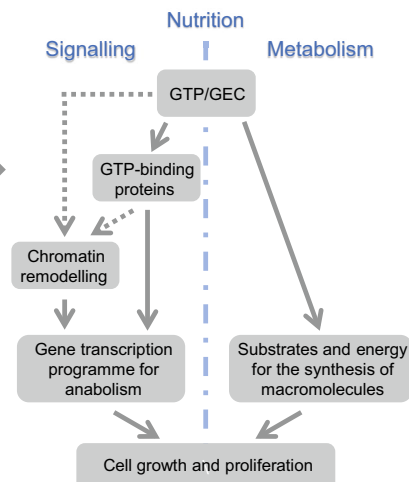 Nutrition
Signalling
Metabolism
GTP/GEC
GTP-binding
proteins
Chromatin
remodelling
Gene transcription
programme for
anabolism
Substrates and energy
for the synthesis of
macromolecules
Cell growth and proliferation